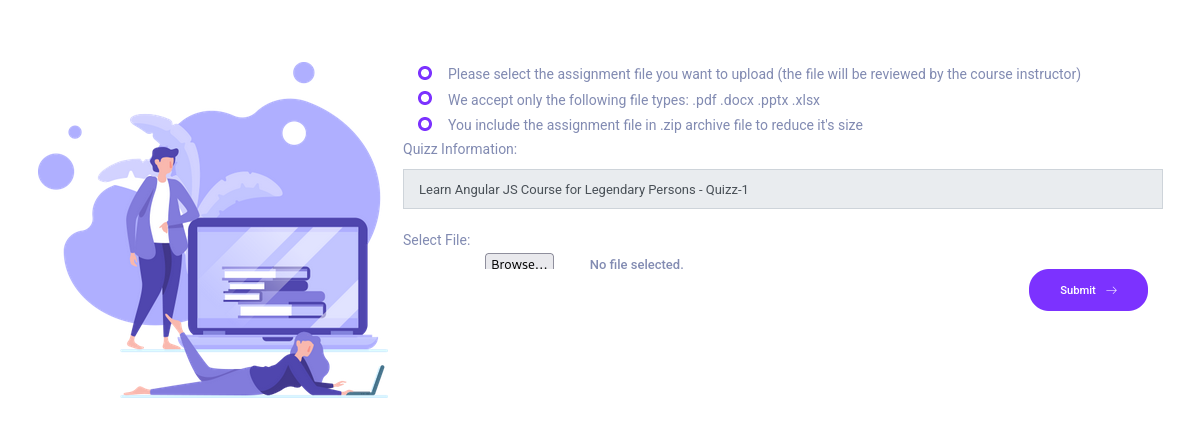 Please select the assignment file you want to upload (the file will be reviewed by the course instructor)
We accept only the following file types: .pdf .docx .pptx .xlsx
You include the assignment file in .zip archive file to reduce it's size
Quizz Information:
Learn Angular JS Course for Legendary Persons - Quizz-1
Select File:
Browse... No file selected.
Submit →